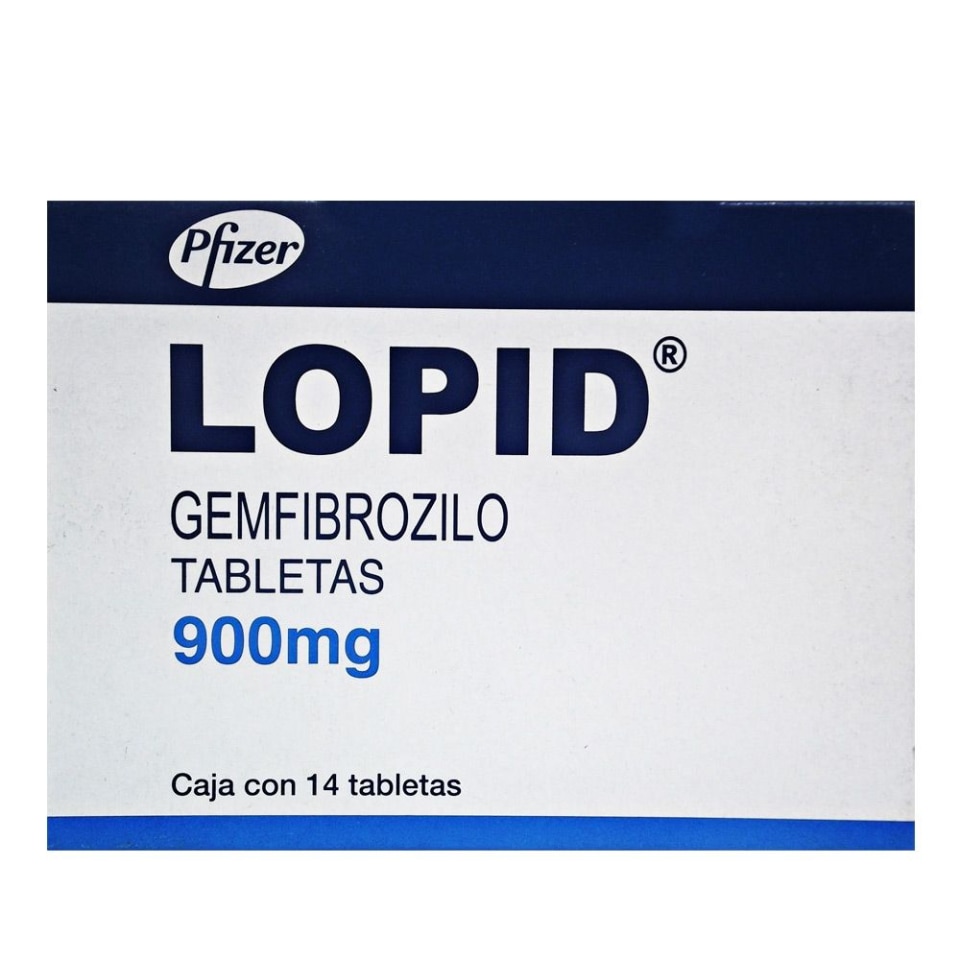 Pfizer
LOPID®
GEMFIBROZILO
TABLETAS
900mg
Caja con 14 tabletas